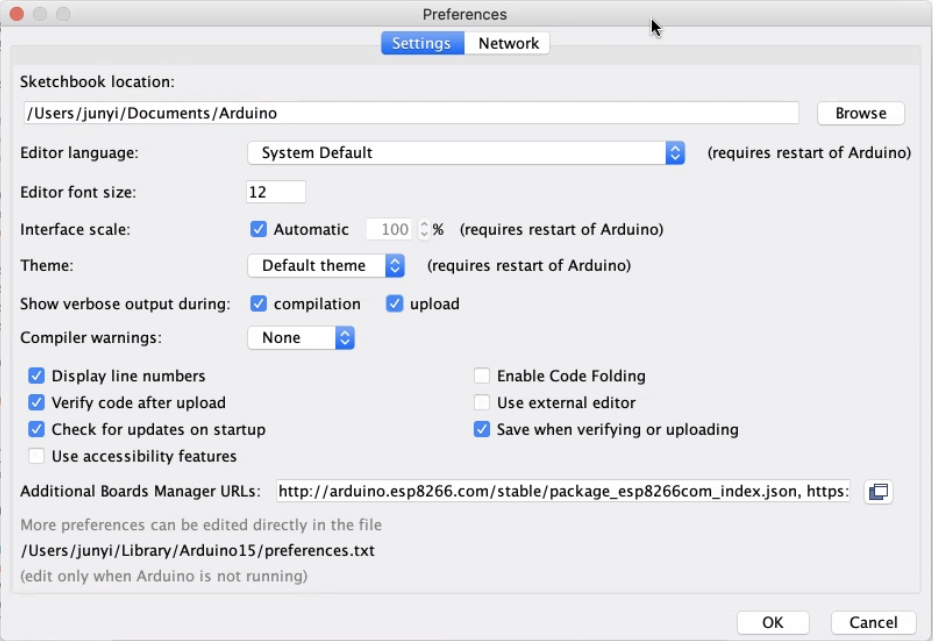 Preferences
Settings Network
Sketchbook location:
/Users/junyi/Documents/Arduino Browse
Editor language: System Default (requires restart of Arduino)
Editor font size: 12
Interface scale: Automatic 100 % (requires restart of Arduino)
Theme: Default theme (requires restart of Arduino)
Show verbose output during: compilation upload
Compiler warnings: None
Display line numbers Enable Code Folding
Verify code after upload Use external editor
Check for updates on startup Save when verifying or uploading
Use accessibility features
Additional Boards Manager URLs: http://arduino.esp8266.com/stable/package_esp8266com_index.json, https:
More preferences can be edited directly in the file
/Users/junyi/Library/Arduino15/preferences.txt
(edit only when Arduino is not running)
OK Cancel